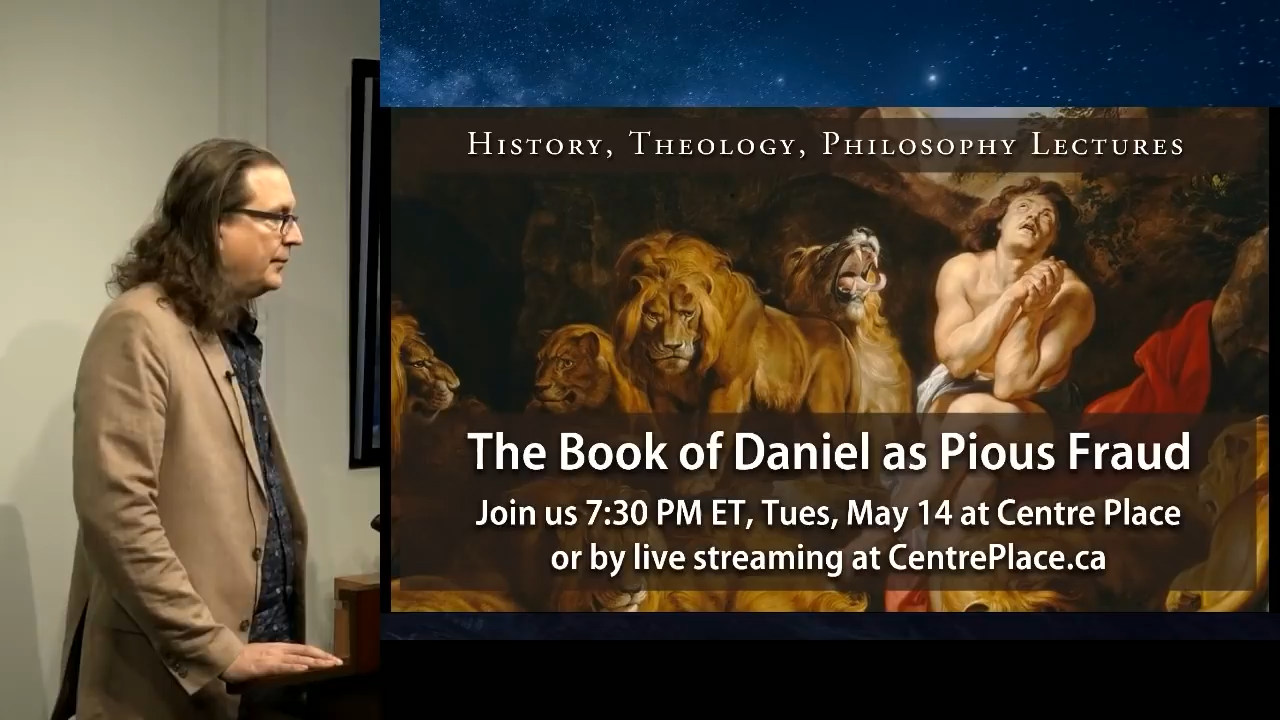 History, Theology, Philosophy Lectures
The Book of Daniel as Pious Fraud
Join us 7:30 PM ET, Tues, May 14 at Centre Place
or by live streaming at CentrePlace.ca